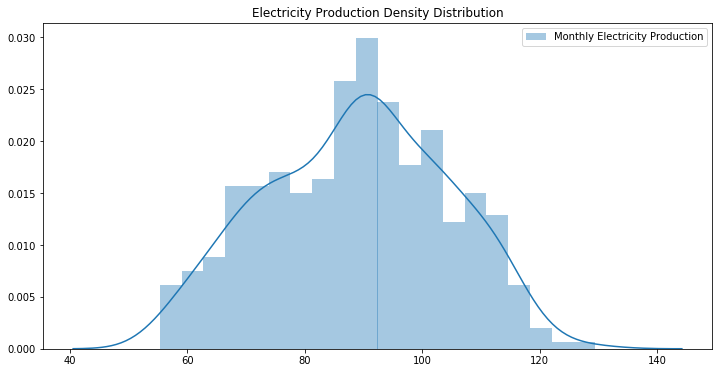 Electricity Production Density Distribution
Monthly Electricity Production
0.030
0.025
0.020
0.015
0.010
0.005
0.000
40 60 80 100 120 140